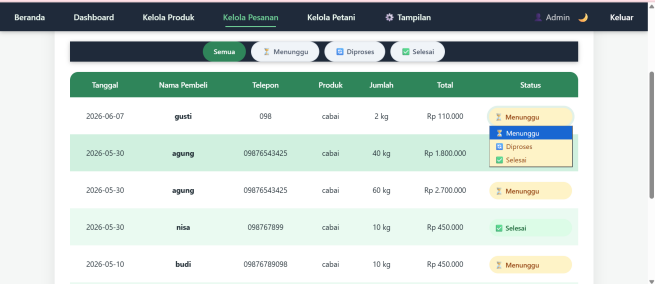 Beranda Dashboard Kelola Produk Kelola Pesanan Kelola Petani ⚙️ Tampilan 👤 Admin 🌙 Keluar
Semua ⏳ Menunggu 🔄 Diproses ✅ Selesai
Tanggal Nama Pembeli Telepon Produk Jumlah Total Status
2026-06-07 gusti 098 cabai 2 kg Rp 110.000 ⏳ Menunggu
⏳ Menunggu
🔄 Diproses
✅ Selesai
2026-05-30 agung 09876543425 cabai 40 kg Rp 1.800.000
2026-05-30 agung 09876543425 cabai 60 kg Rp 2.700.000 ⏳ Menunggu
2026-05-30 nisa 098767899 cabai 10 kg Rp 450.000 ✅ Selesai
2026-05-10 budi 09876789098 cabai 10 kg Rp 450.000 ⏳ Menunggu